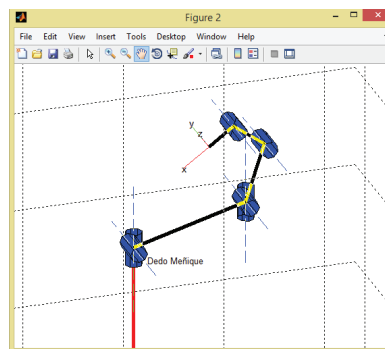 Figure 2
File Edit View Insert Tools Desktop Window Help
y
z
x
Dedo Meñique